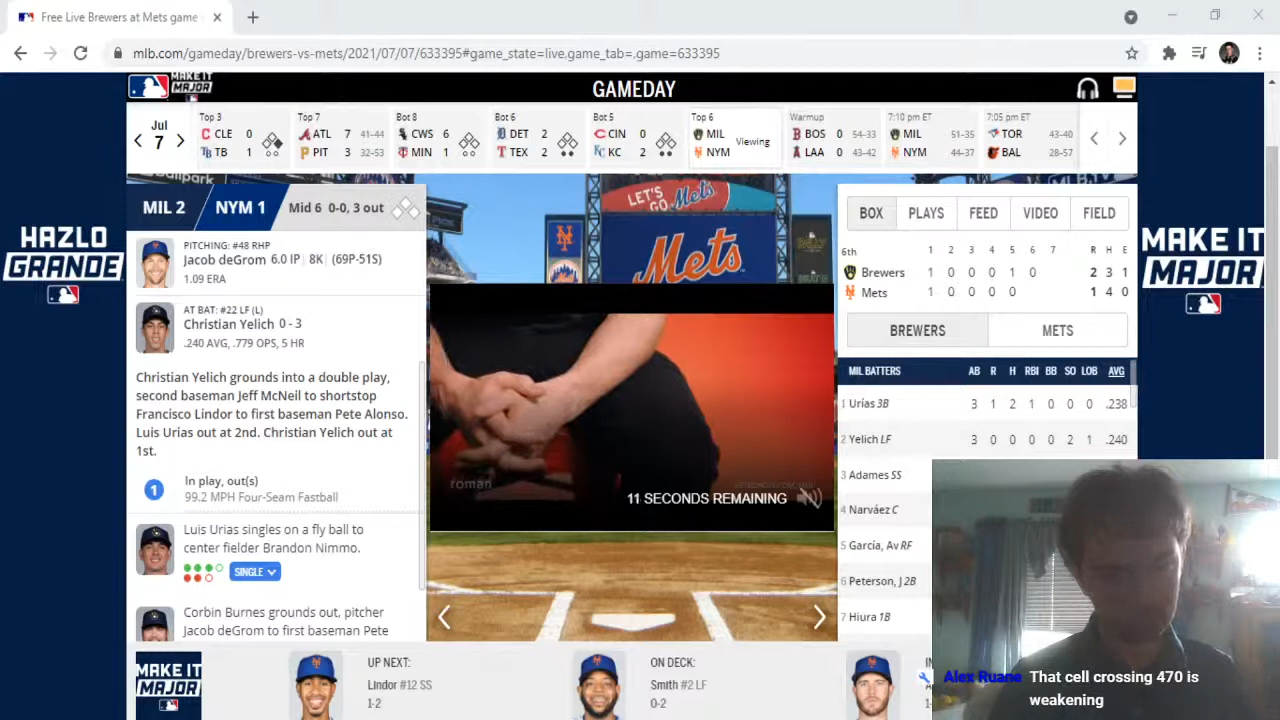 Free Live Brewers at Mets game
mlb.com/gameday/brewers-vs-mets/2021/07/07/633395#game_state=live,game_tab=,game=633395
MAKE IT MAJOR
GAMEDAY
Jul 7
Top 3
CLE 0
TB 1
Top 7
ATL 7 41-44
PIT 3 32-53
Bot 8
CWS 6
MIN 1
Bot 6
DET 2
TEX 2
Bot 5
CIN 0
KC 2
Top 6
MIL
NYM
Viewing
Warmup
BOS 0 54-33
LAA 0 43-42
7:10 pm ET
MIL 51-35
NYM 44-37
7:05 pm ET
TOR 43-40
BAL 28-57
HAZLO GRANDE
MIL 2 NYM 1 Mid 6 0-0, 3 out
PITCHING: #48 RHP
Jacob deGrom 6.0 IP | 8K | (69P-51S)
1.09 ERA
AT BAT: #22 LF (L)
Christian Yelich 0 - 3
.240 AVG, .779 OPS, 5 HR
Christian Yelich grounds into a double play,
second baseman Jeff McNeil to shortstop
Francisco Lindor to first baseman Pete Alonso.
Luis Urias out at 2nd. Christian Yelich out at
1st.
1
In play, out(s)
99.2 MPH Four-Seam Fastball
Luis Urias singles on a fly ball to
center fielder Brandon Nimmo.
SINGLE
Corbin Burnes grounds out, pitcher
Jacob deGrom to first baseman Pete
LET'S GO Mets
Mets
roman
11 SECONDS REMAINING
BOX PLAYS FEED VIDEO FIELD
6th 1 2 3 4 5 6 7 R H E
Brewers 1 0 0 0 1 0 2 3 1
Mets 1 0 0 0 0 1 4 0
BREWERS METS
MIL BATTERS AB R H RBI BB SO LOB AVG
1 Urías 3B 3 1 2 1 0 0 0 .238
2 Yelich LF 3 0 0 0 0 2 1 .240
3 Adames SS
4 Narváez C
5 García, Av RF
6 Peterson, J 2B
7 Hiura 1B
MAKE IT MAJOR
MAKE IT MAJOR
UP NEXT:
Lindor #12 SS
1-2
ON DECK:
Smith #2 LF
0-2
Alex Ruane That cell crossing 470 is
weakening